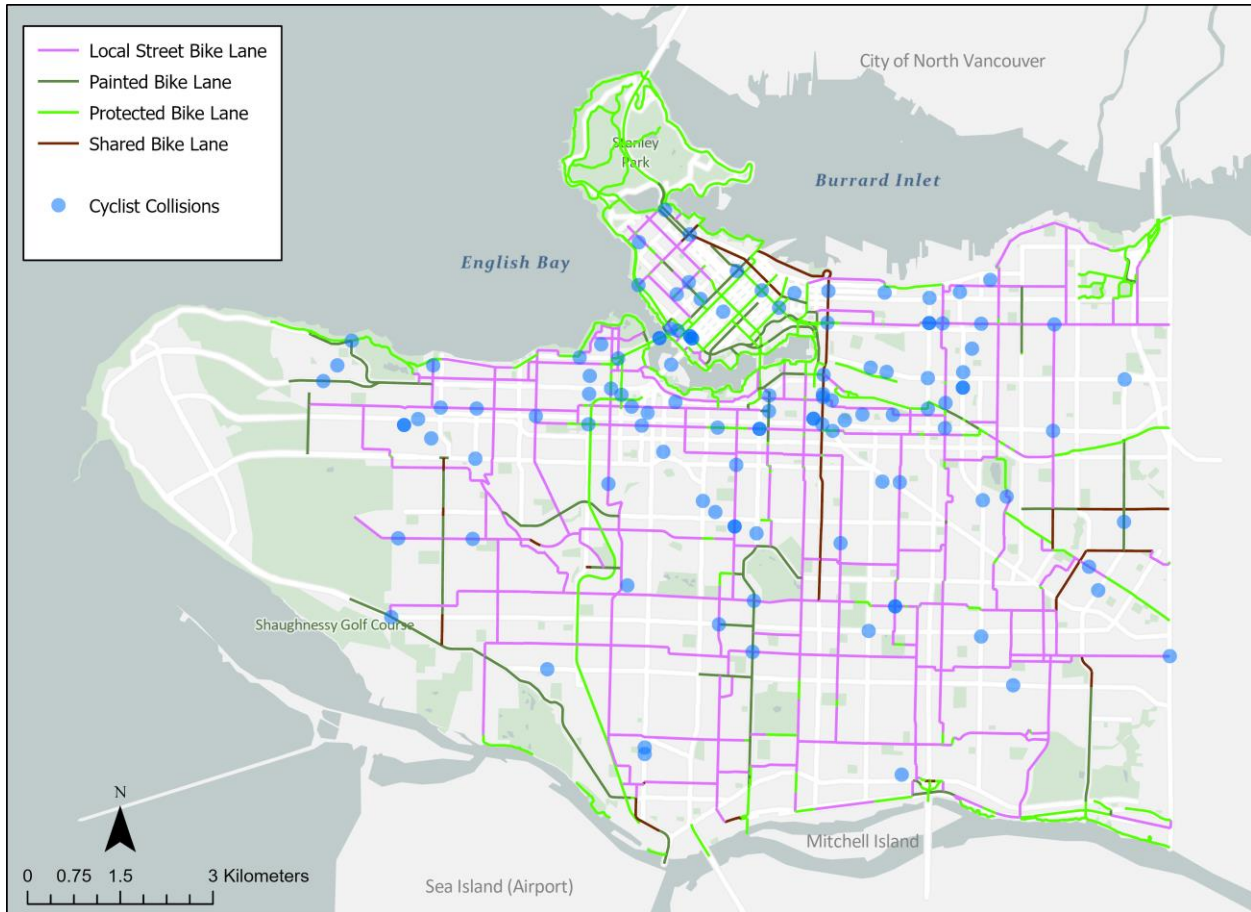 Local Street Bike Lane
Painted Bike Lane
Protected Bike Lane
Shared Bike Lane
Cyclist Collisions
City of North Vancouver
Stanley
Park
Burrard Inlet
English Bay
Shaughnessy Golf Course
N
0 0.75 1.5 3 Kilometers
Mitchell Island
Sea Island (Airport)